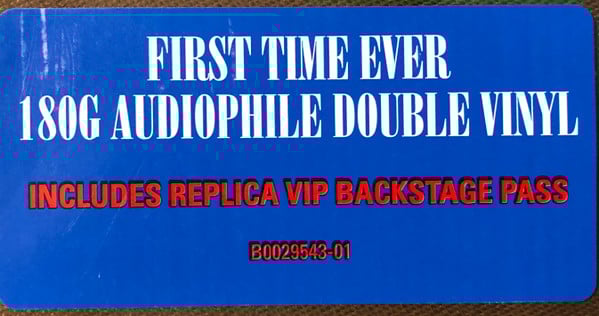 FIRST TIME EVER
180G AUDIOPHILE DOUBLE VINYL
INCLUDES REPLICA VIP BACKSTAGE PASS
B0029543-01